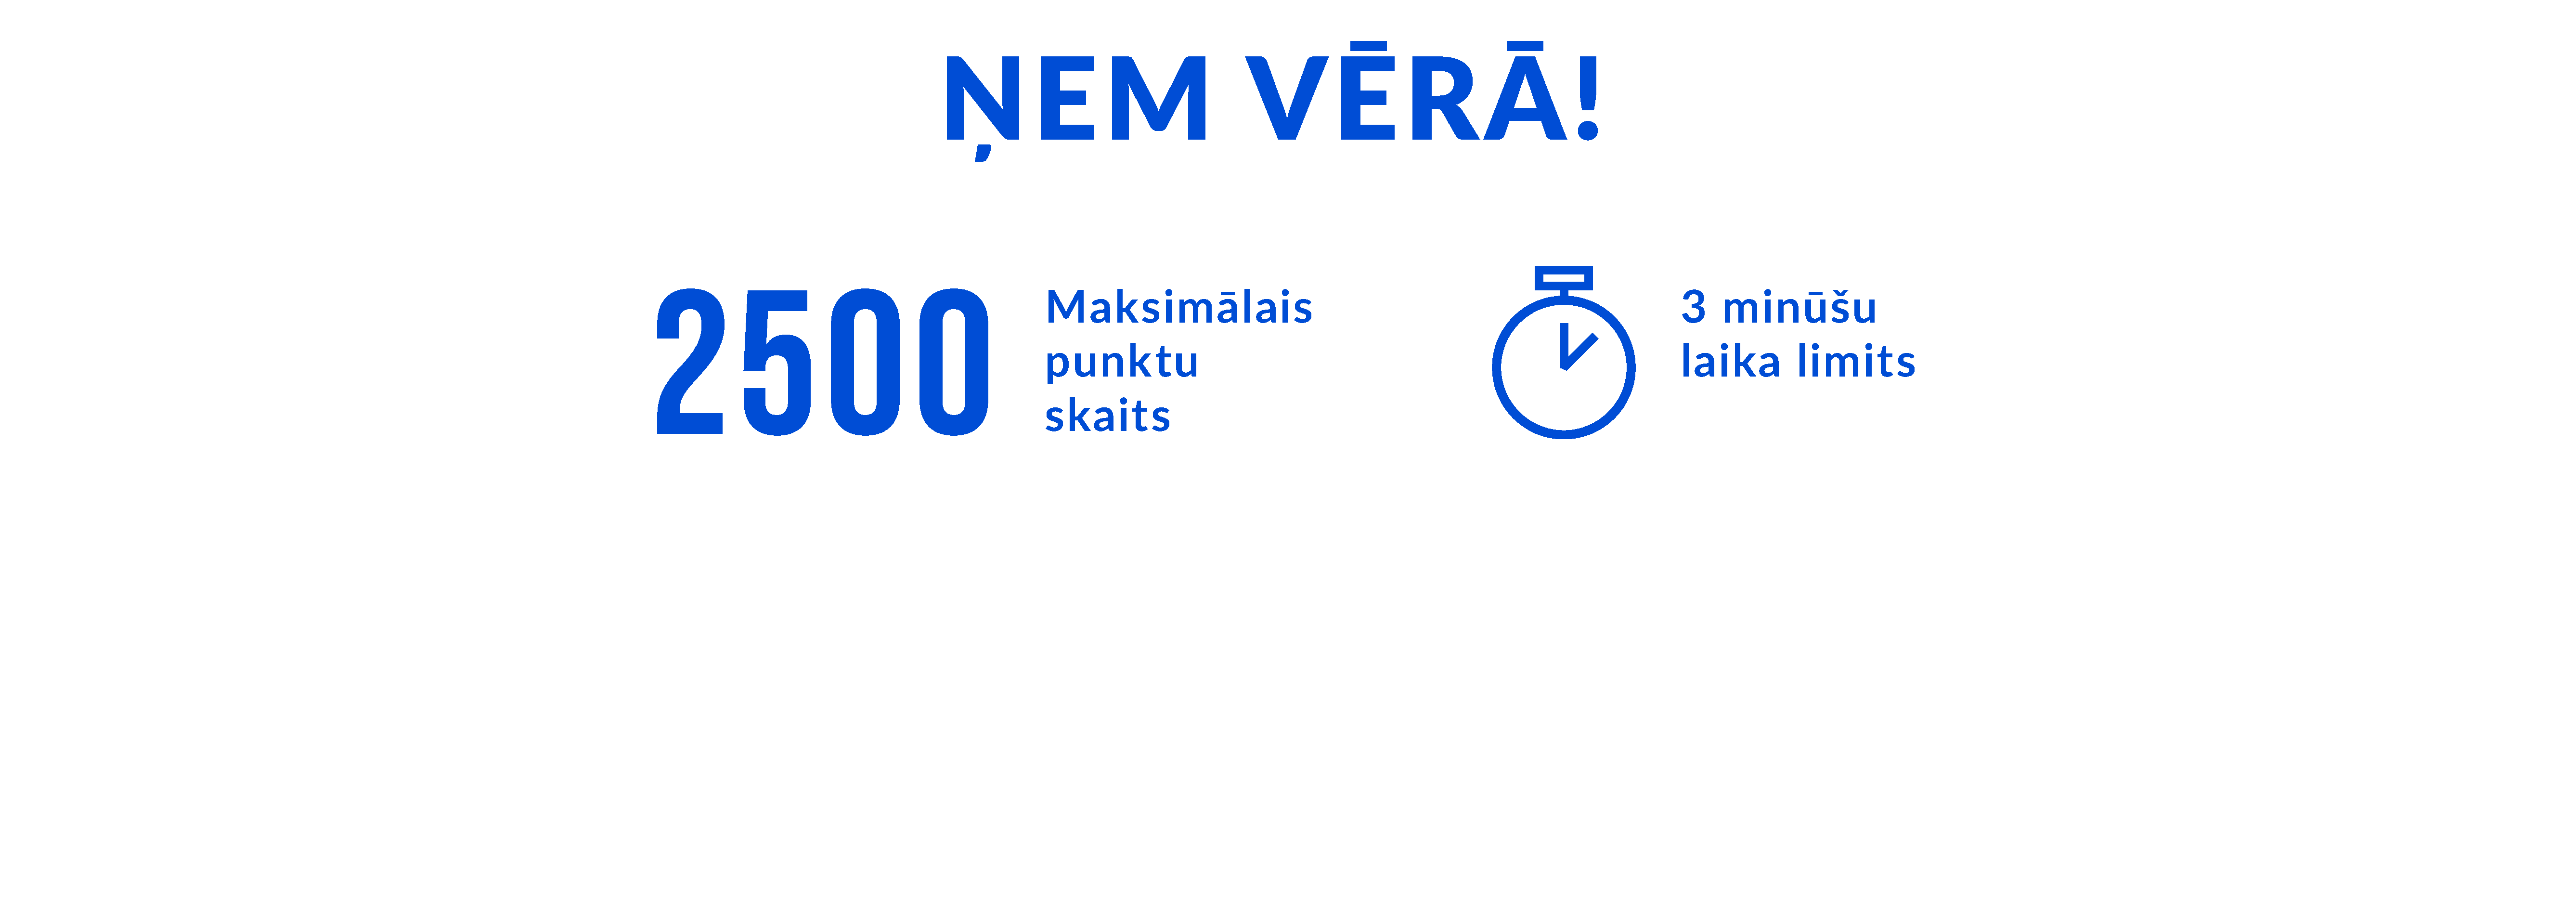 ŅEM VĒRĀ!
2500
Maksimālais
punktu
skaits
3 minūšu
laika limits